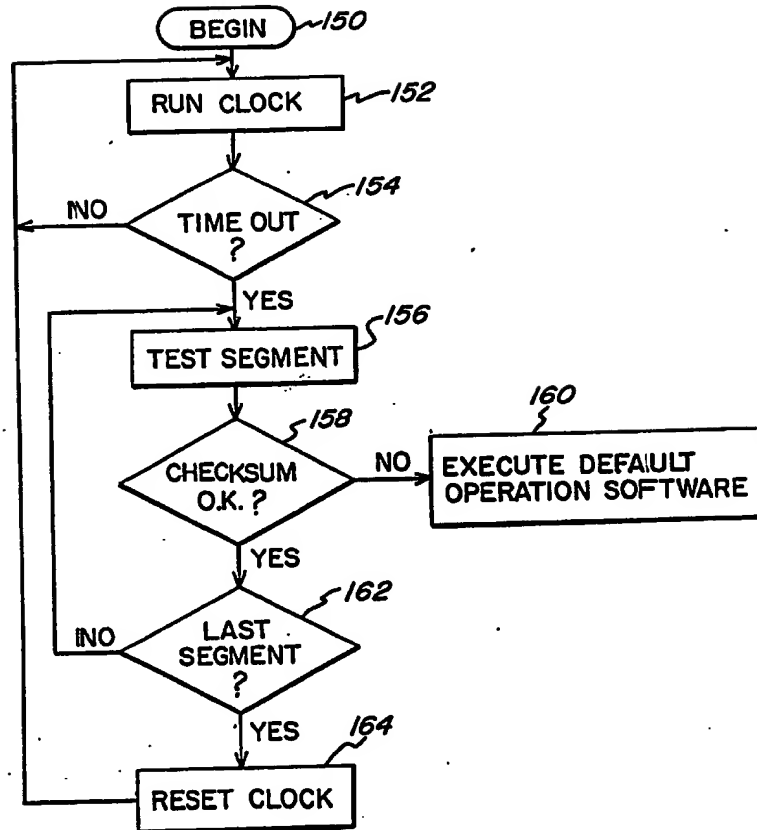 BEGIN
150
RUN CLOCK
152
154
NO
TIME OUT
?
YES
156
TEST SEGMENT
158
160
CHECKSUM
O.K. ?
NO
EXECUTE DEFAULT
OPERATION SOFTWARE
YES
162
NO
LAST
SEGMENT
?
YES
164
RESET CLOCK